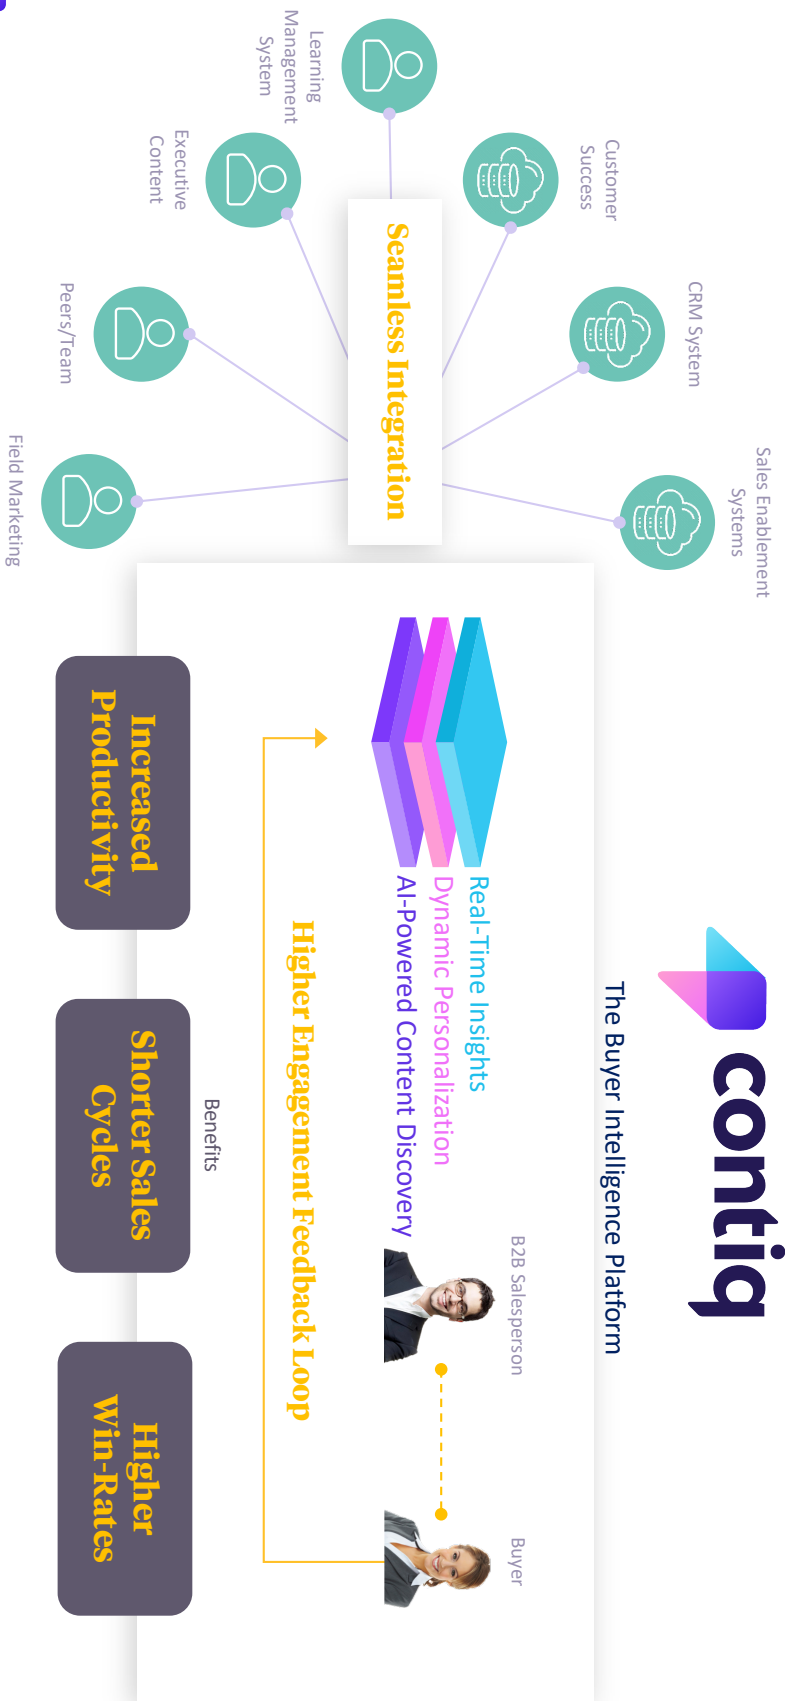 contiq
The Buyer Intelligence Platform
Sales Enablement
Systems
CRM System
Customer
Success
Learning
Management
System
Executive
Content
Peers/Team
Field Marketing
Seamless Integration
Real-Time Insights
Dynamic Personalization
AI-Powered Content Discovery
B2B Salesperson
Buyer
Higher Engagement Feedback Loop
Benefits
Increased
Productivity
Shorter Sales
Cycles
Higher
Win-Rates